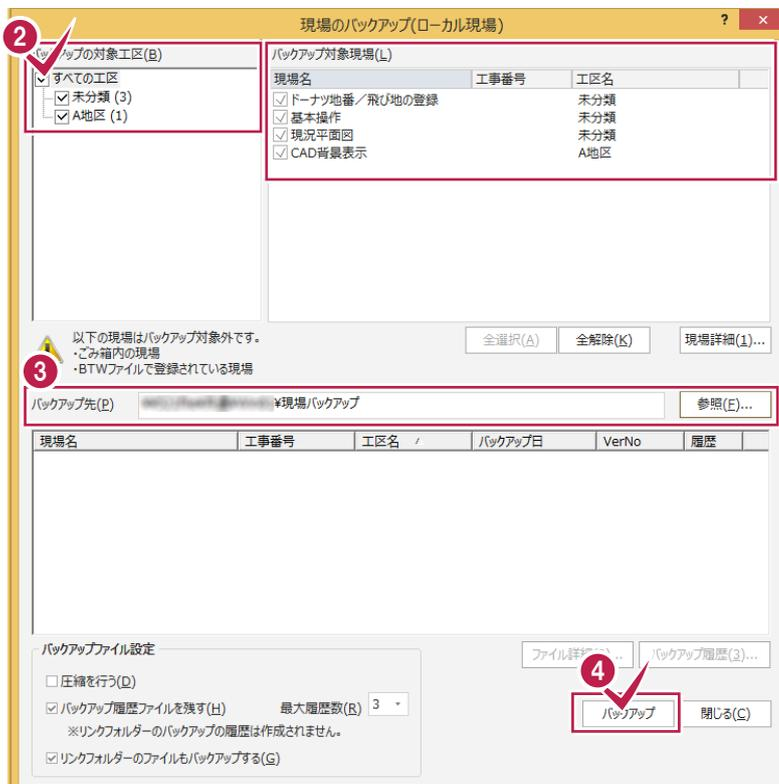 現場のバックアップ(ローカル現場)
? ×
2
バックアップの対象工区(B)
すべての工区
未分類 (3)
A地区 (1)
バックアップ対象現場(L)
現場名 工事番号 工区名
ドーナツ地番／飛び地の登録 未分類
基本操作 未分類
現況平面図 未分類
CAD背景表示 A地区
以下の現場はバックアップ対象外です。
・ごみ箱内の現場
・BTWファイルで登録されている現場
全選択(A) 全解除(K) 現場詳細(1)...
3
バックアップ先(P) ¥現場バックアップ 参照(F)...
現場名 工事番号 工区名 バックアップ日 VerNo 履歴
バックアップファイル設定
圧縮を行う(D)
バックアップ履歴ファイルを残す(H) 最大履歴数(R) 3
※リンクフォルダーのバックアップの履歴は作成されません。
リンクフォルダーのファイルもバックアップする(G)
ファイル詳細 ... バックアップ履歴(3)...
4
バックアップ 閉じる(C)